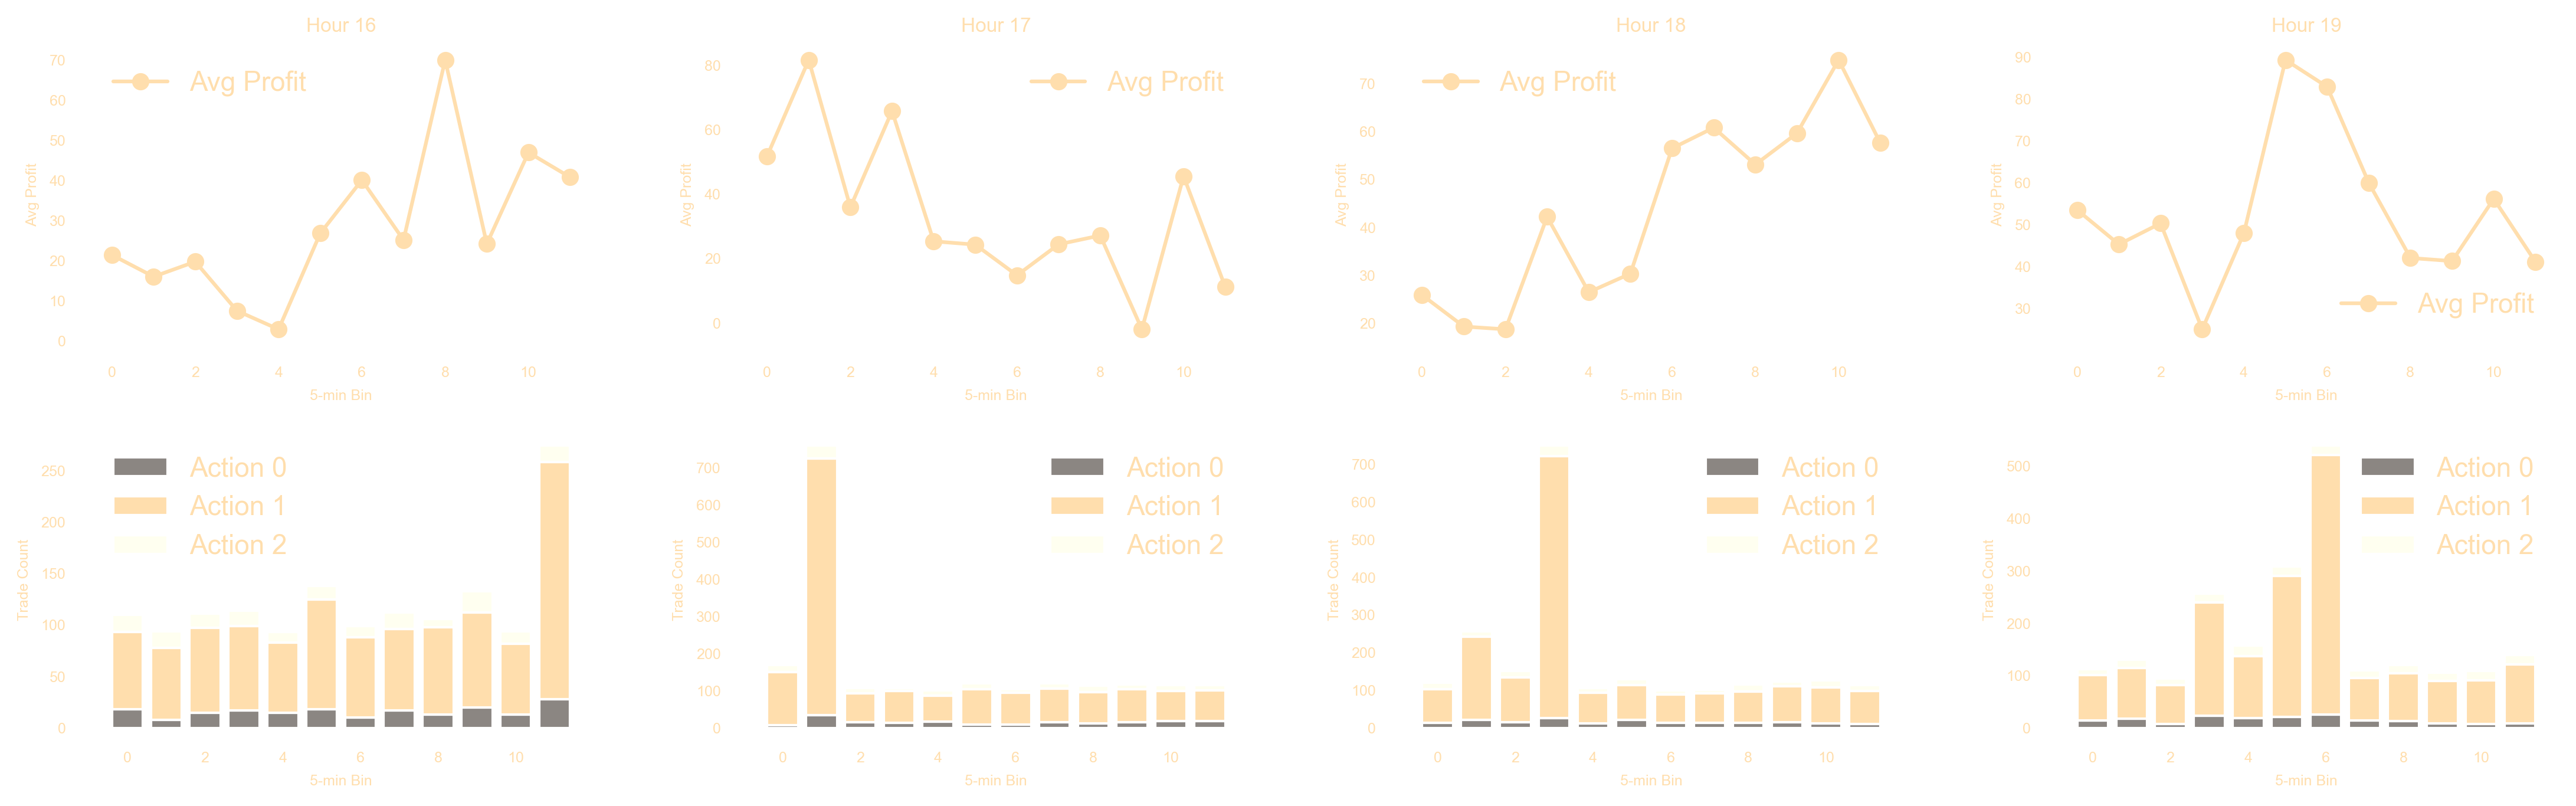 Hour 16
70
60
50
40
30
20
10
0
Avg Profit
Avg Profit
0 2 4 6 8 10
5-min Bin
Hour 17
80
60
40
20
0
Avg Profit
Avg Profit
0 2 4 6 8 10
5-min Bin
Hour 18
70
60
50
40
30
20
Avg Profit
Avg Profit
0 2 4 6 8 10
5-min Bin
Hour 19
90
80
70
60
50
40
30
Avg Profit
Avg Profit
0 2 4 6 8 10
5-min Bin
250
200
150
100
50
0
Trade Count
Action 0
Action 1
Action 2
0 2 4 6 8 10
5-min Bin
700
600
500
400
300
200
100
0
Trade Count
Action 0
Action 1
Action 2
0 2 4 6 8 10
5-min Bin
700
600
500
400
300
200
100
0
Trade Count
Action 0
Action 1
Action 2
0 2 4 6 8 10
5-min Bin
500
400
300
200
100
0
Trade Count
Action 0
Action 1
Action 2
0 2 4 6 8 10
5-min Bin